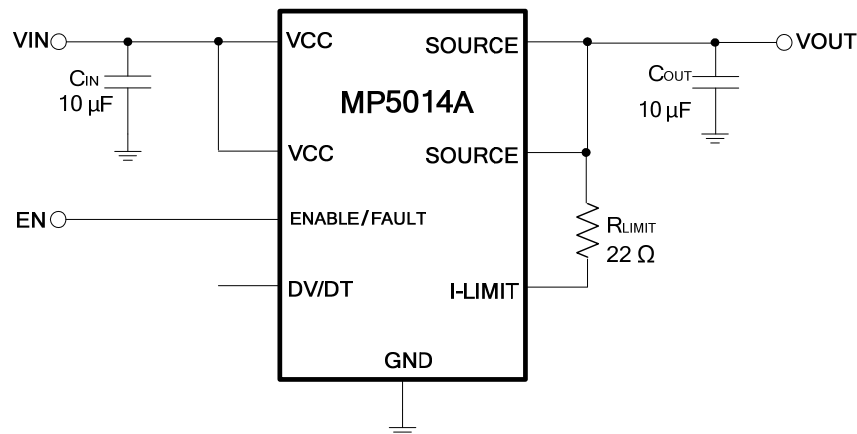 VIN
VCC
SOURCE
VOUT
CIN
10 µF
MP5014A
COUT
10 µF
VCC
SOURCE
EN
ENABLE/FAULT
RLIMIT
22 Ω
DV/DT
I-LIMIT
GND